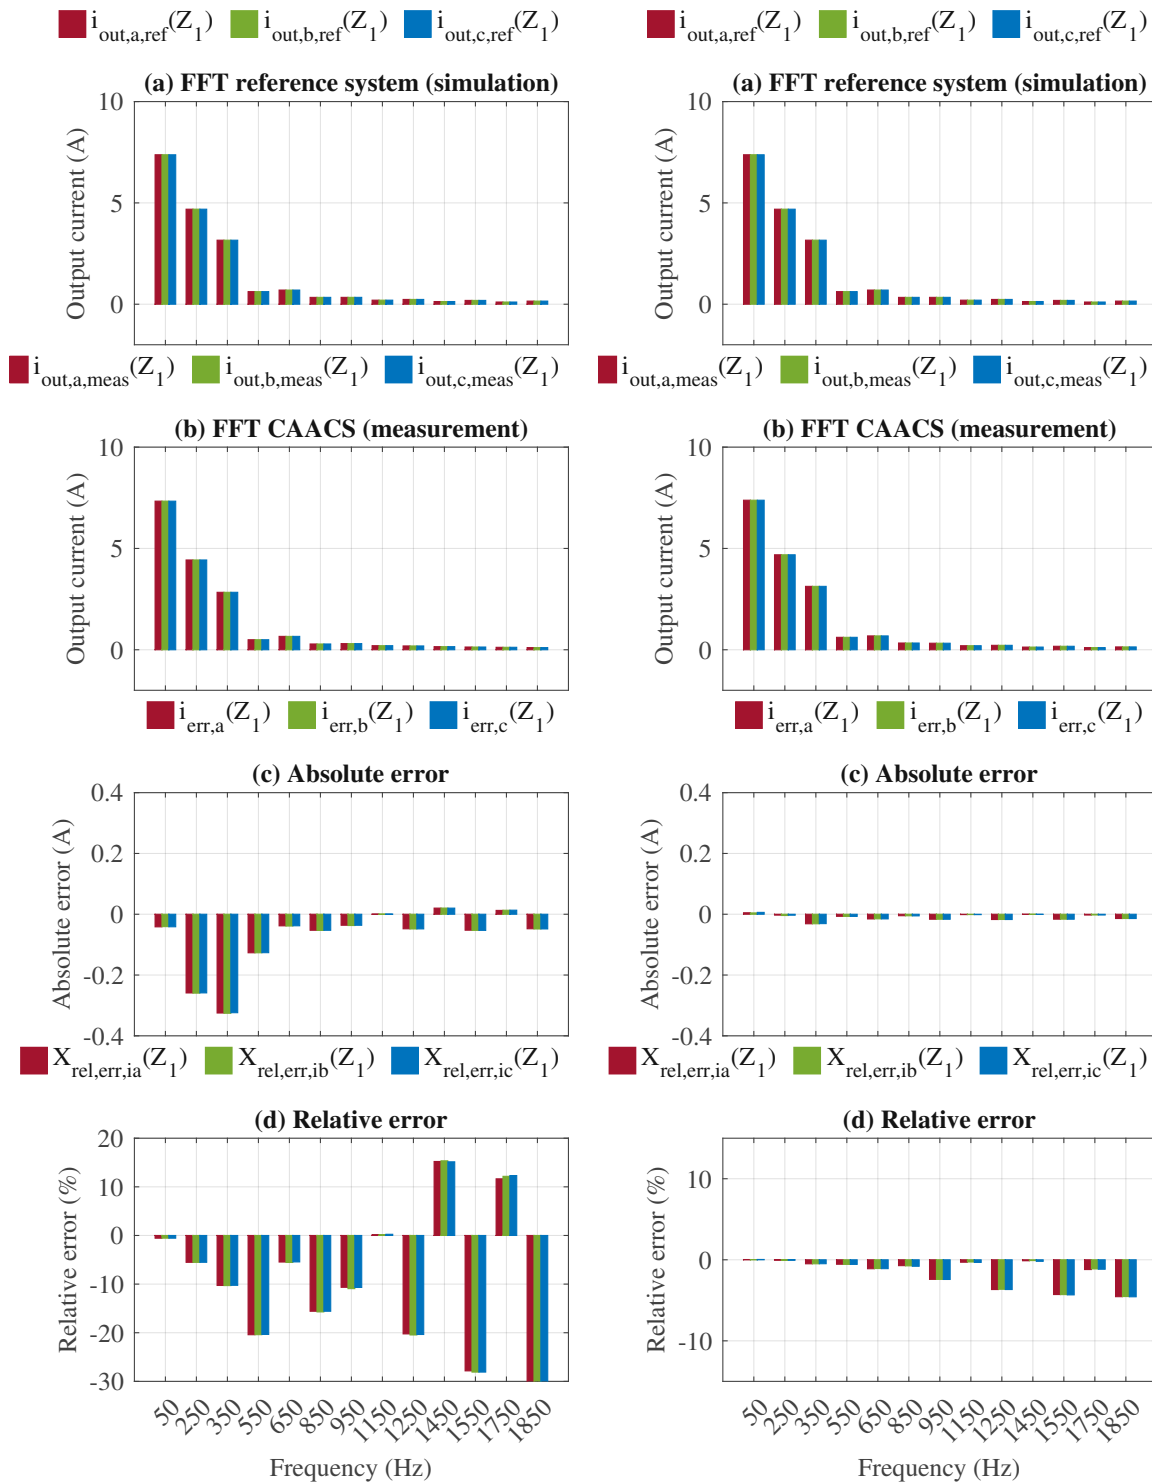 i_out,a,ref(Z_1) i_out,b,ref(Z_1) i_out,c,ref(Z_1)
(a) FFT reference system (simulation)
10
5
0
Output current (A)
i_out,a,meas(Z_1) i_out,b,meas(Z_1) i_out,c,meas(Z_1)
(b) FFT CAACS (measurement)
10
5
0
Output current (A)
i_err,a(Z_1) i_err,b(Z_1) i_err,c(Z_1)
(c) Absolute error
0.4
0.2
0
-0.2
-0.4
Absolute error (A)
X_rel,err,ia(Z_1) X_rel,err,ib(Z_1) X_rel,err,ic(Z_1)
(d) Relative error
20
10
0
-10
-20
-30
Relative error (%)
50 250 350 550 650 850 950 1150 1250 1450 1550 1750 1850
Frequency (Hz)
i_out,a,ref(Z_1) i_out,b,ref(Z_1) i_out,c,ref(Z_1)
(a) FFT reference system (simulation)
10
5
0
Output current (A)
i_out,a,meas(Z_1) i_out,b,meas(Z_1) i_out,c,meas(Z_1)
(b) FFT CAACS (measurement)
10
5
0
Output current (A)
i_err,a(Z_1) i_err,b(Z_1) i_err,c(Z_1)
(c) Absolute error
0.4
0.2
0
-0.2
-0.4
Absolute error (A)
X_rel,err,ia(Z_1) X_rel,err,ib(Z_1) X_rel,err,ic(Z_1)
(d) Relative error
10
0
-10
Relative error (%)
50 250 350 550 650 850 950 1150 1250 1450 1550 1750 1850
Frequency (Hz)